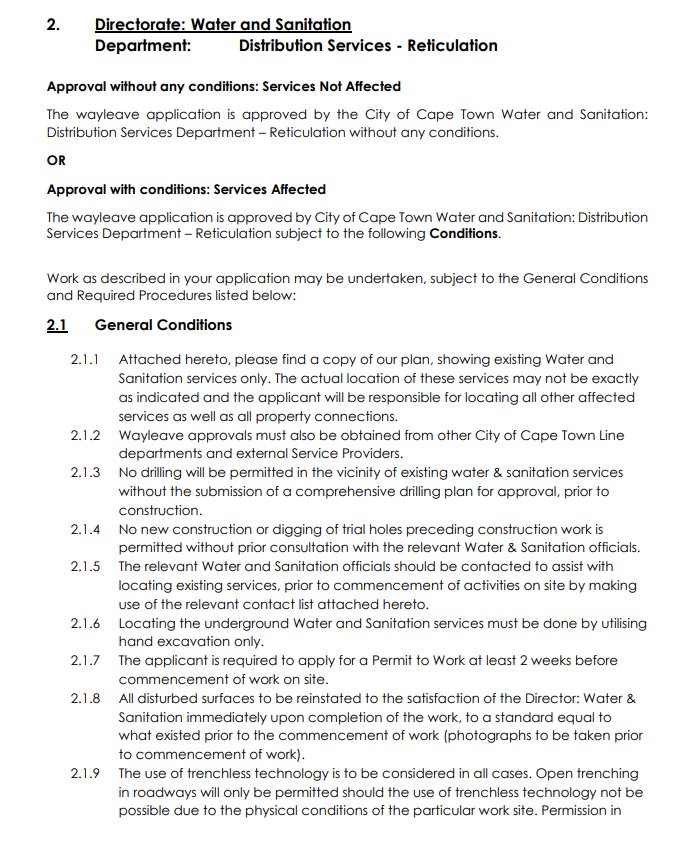 2. Directorate: Water and Sanitation
Department: Distribution Services - Reticulation
Approval without any conditions: Services Not Affected
The wayleave application is approved by the City of Cape Town Water and Sanitation:
Distribution Services Department – Reticulation without any conditions.
OR
Approval with conditions: Services Affected
The wayleave application is approved by City of Cape Town Water and Sanitation: Distribution
Services Department – Reticulation subject to the following Conditions.
Work as described in your application may be undertaken, subject to the General Conditions
and Required Procedures listed below:
2.1 General Conditions
2.1.1 Attached hereto, please find a copy of our plan, showing existing Water and
Sanitation services only. The actual location of these services may not be exactly
as indicated and the applicant will be responsible for locating all other affected
services as well as all property connections.
2.1.2 Wayleave approvals must also be obtained from other City of Cape Town Line
departments and external Service Providers.
2.1.3 No drilling will be permitted in the vicinity of existing water & sanitation services
without the submission of a comprehensive drilling plan for approval, prior to
construction.
2.1.4 No new construction or digging of trial holes preceding construction work is
permitted without prior consultation with the relevant Water & Sanitation officials.
2.1.5 The relevant Water and Sanitation officials should be contacted to assist with
locating existing services, prior to commencement of activities on site by making
use of the relevant contact list attached hereto.
2.1.6 Locating the underground Water and Sanitation services must be done by utilising
hand excavation only.
2.1.7 The applicant is required to apply for a Permit to Work at least 2 weeks before
commencement of work on site.
2.1.8 All disturbed surfaces to be reinstated to the satisfaction of the Director: Water &
Sanitation immediately upon completion of the work, to a standard equal to
what existed prior to the commencement of work (photographs to be taken prior
to commencement of work).
2.1.9 The use of trenchless technology is to be considered in all cases. Open trenching
in roadways will only be permitted should the use of trenchless technology not be
possible due to the physical conditions of the particular work site. Permission in